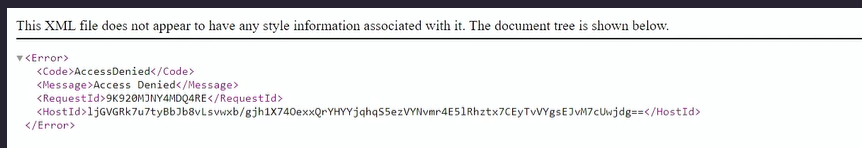 This XML file does not appear to have any style information associated with it. The document tree is shown below.
▼<Error>
<Code>AccessDenied</Code>
<Message>Access Denied</Message>
<RequestId>9K920MJNY4MDQ4RE</RequestId>
<HostId>ljGVGRk7u7tyBbJb8vLsvwxb/gjh1X74OexxQrYHYYjqhqS5ezVYNvmr4E5lRhztx7CEyTvVYgsEJvM7cUwjdg==</HostId>
</Error>